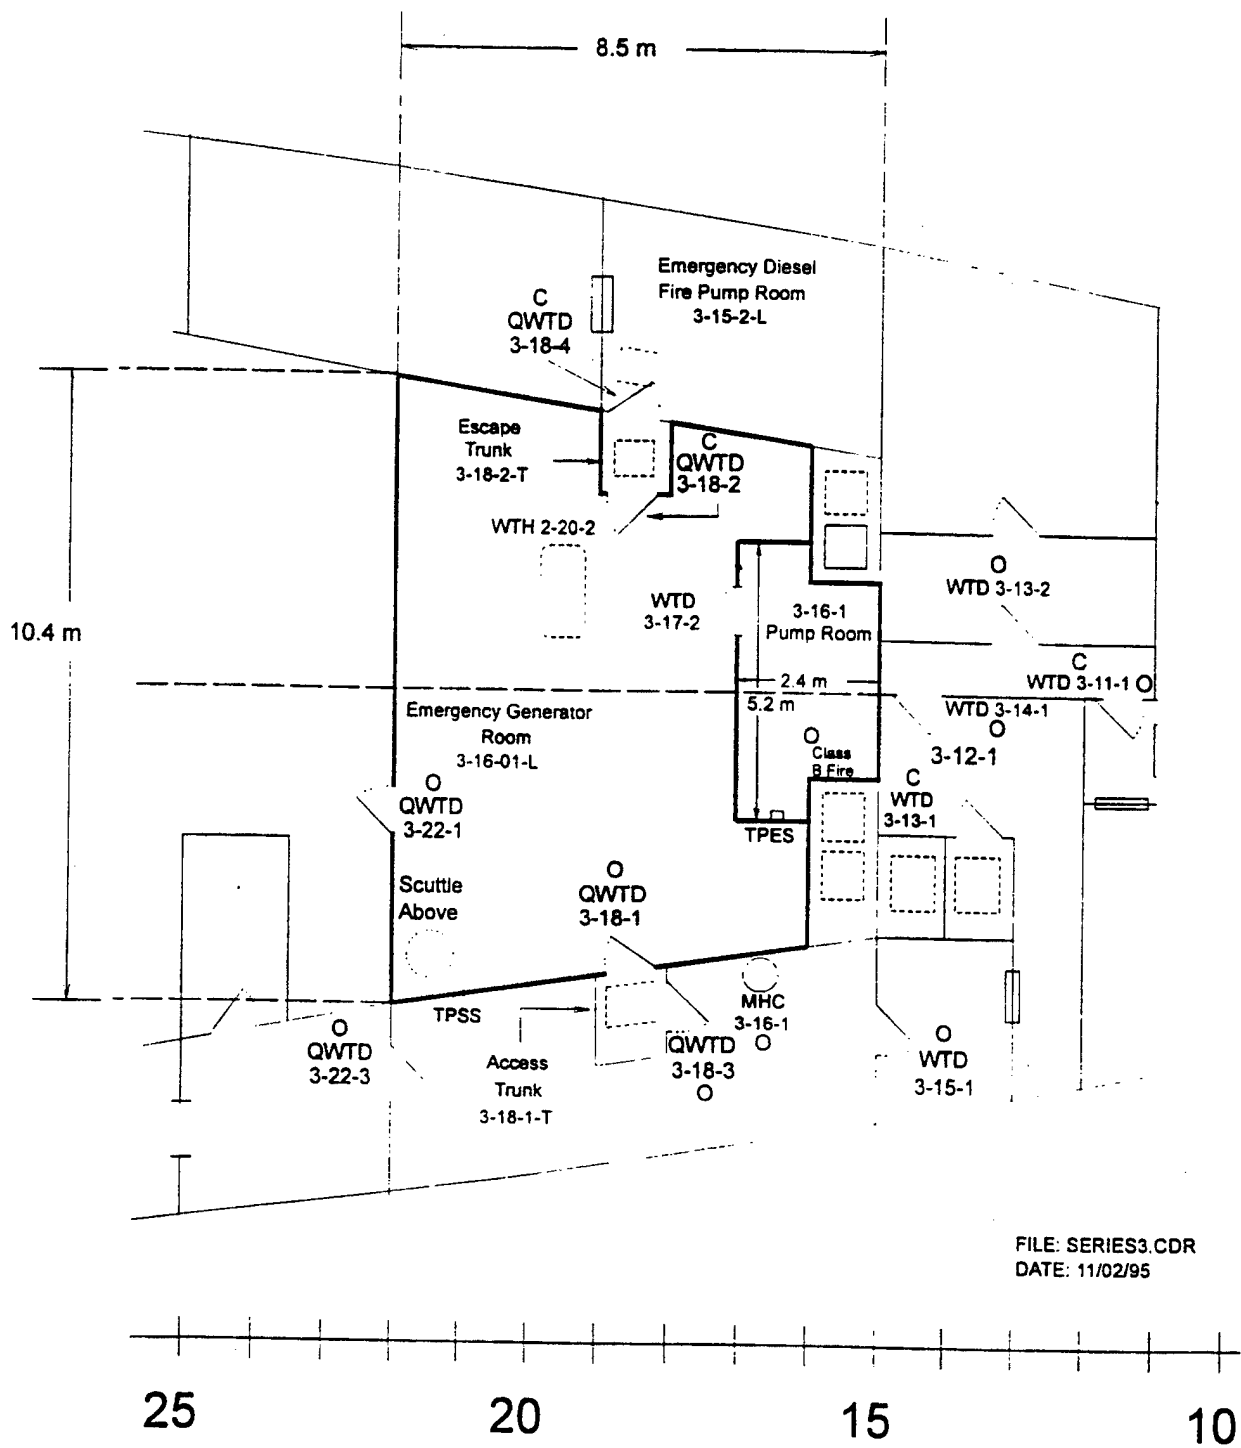 8.5 m
Emergency Diesel
Fire Pump Room
3-15-2-L
C
QWTD
3-18-4
Escape
Trunk
3-18-2-T
C
QWTD
3-18-2
WTH 2-20-2
O
WTD 3-13-2
WTD
3-17-2
3-16-1
Pump Room
10.4 m
C
WTD 3-11-1 O
2.4 m
5.2 m
WTD 3-14-1
O
Emergency Generator
Room
3-16-01-L
O
Class
B Fire
3-12-1
O
QWTD
3-22-1
C
WTD
3-13-1
TPES
O
QWTD
3-18-1
Scuttle
Above
TPSS
MHC
3-16-1
O
O
QWTD
3-22-3
Access
Trunk
3-18-1-T
QWTD
3-18-3
O
O
WTD
3-15-1
FILE: SERIES3.CDR
DATE: 11/02/95
25
20
15
10